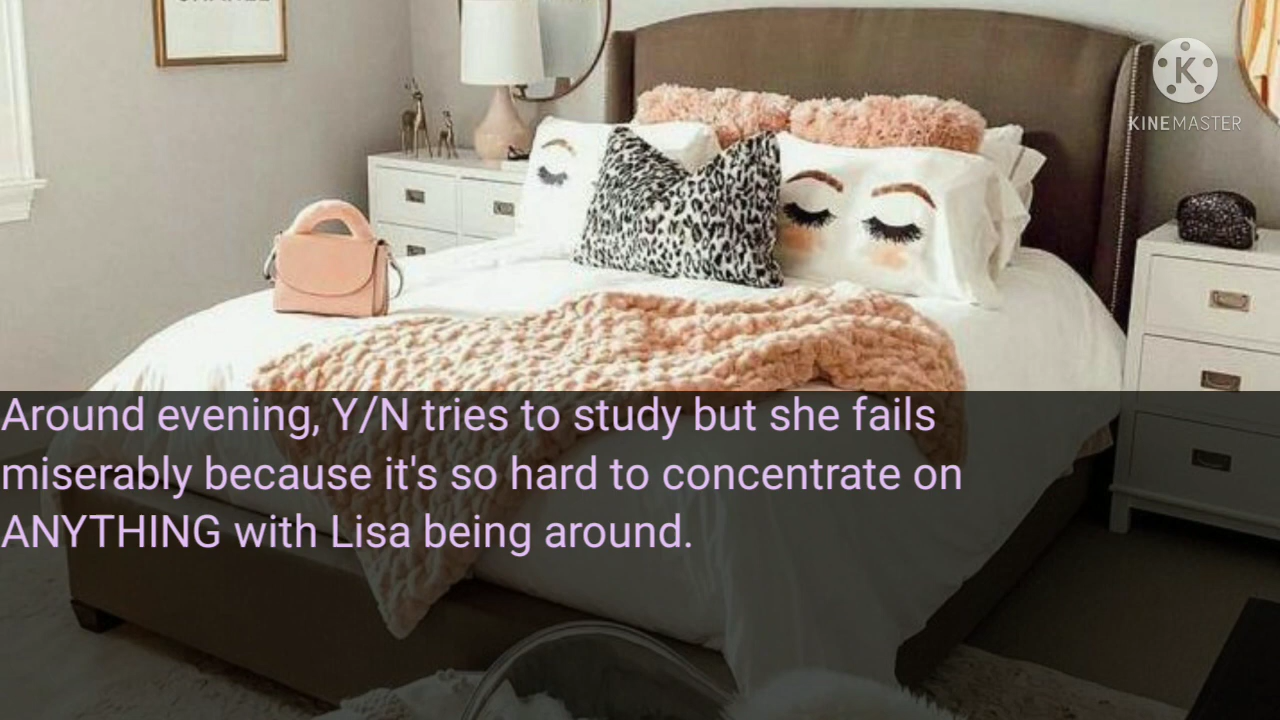 KINEMASTER
Around evening, Y/N tries to study but she fails
miserably because it's so hard to concentrate on
ANYTHING with Lisa being around.